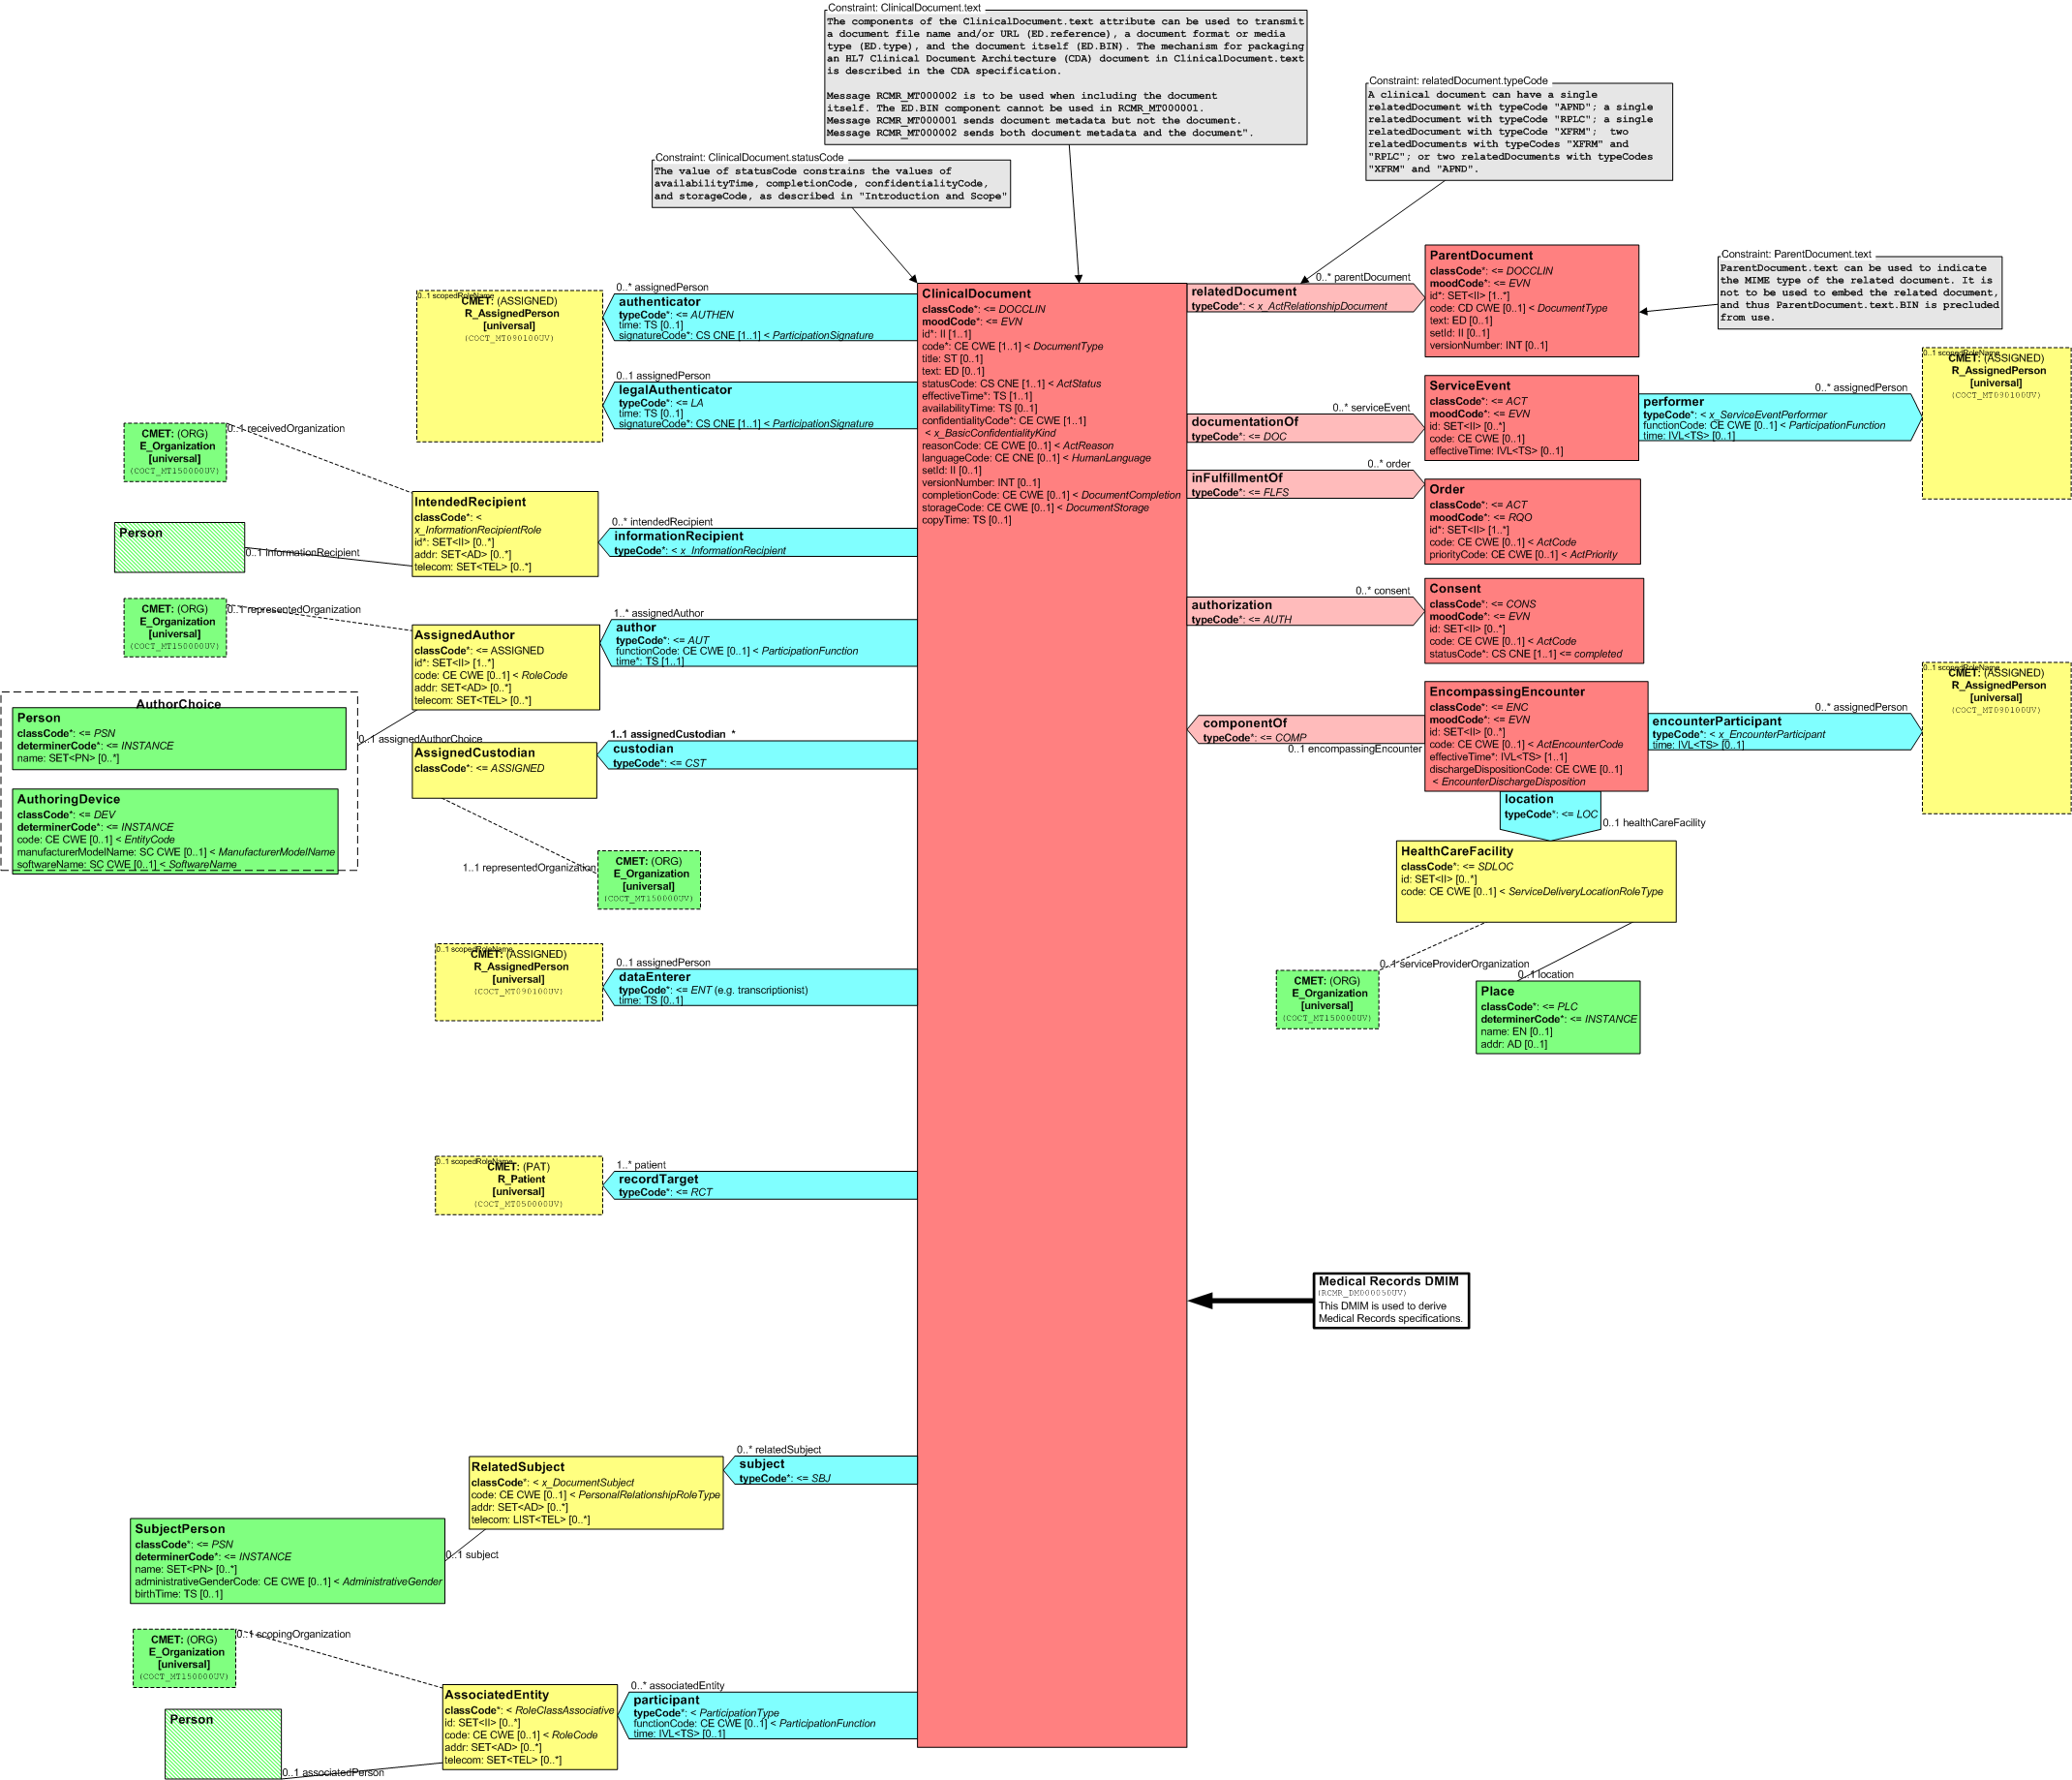 Constraint: ClinicalDocument.text
The components of the ClinicalDocument.text attribute can be used to transmit
a document file name and/or URL (ED.reference), a document format or media
type (ED.type), and the document itself (ED.BIN). The mechanism for packaging
an HL7 Clinical Document Architecture (CDA) document in ClinicalDocument.text
is described in the CDA specification.
Message RCMR_MT000002 is to be used when including the document
itself. The ED.BIN component cannot be used in RCMR_MT000001.
Message RCMR_MT000001 sends document metadata but not the document.
Message RCMR_MT000002 sends both document metadata and the document".
Constraint: relatedDocument.typeCode
A clinical document can have a single
relatedDocument with typeCode "APND"; a single
relatedDocument with typeCode "RPLC"; a single
relatedDocument with typeCode "XFRM";  two
relatedDocuments with typeCodes "XFRM" and
"RPLC"; or two relatedDocuments with typeCodes
"XFRM" and "APND".
Constraint: ClinicalDocument.statusCode
The value of statusCode constrains the values of
availabilityTime, completionCode, confidentialityCode,
and storageCode, as described in "Introduction and Scope"
Constraint: ParentDocument.text
ParentDocument.text can be used to indicate
the MIME type of the related document. It is
not to be used to embed the related document,
and thus ParentDocument.text.BIN is precluded
from use.
ClinicalDocument
classCode*: <= DOCCLIN
moodCode*: <= EVN
id*: II [1..1]
code*: CE CWE [1..1] < DocumentType
title: ST [0..1]
text: ED [0..1]
statusCode: CS CNE [1..1] < ActStatus
effectiveTime*: TS [1..1]
availabilityTime: TS [0..1]
confidentialityCode*: CE CWE [1..1]
< x_BasicConfidentialityKind
reasonCode: CE CWE [0..1] < ActReason
languageCode: CE CNE [0..1] < HumanLanguage
setId: II [0..1]
versionNumber: INT [0..1]
completionCode: CE CWE [0..1] < DocumentCompletion
storageCode: CE CWE [0..1] < DocumentStorage
copyTime: TS [0..1]
0..1 scopedRoleName
CMET: (ASSIGNED)
R_AssignedPerson
[universal]
(COCT_MT090100UV)
0..* assignedPerson
authenticator
typeCode*: <= AUTHEN
time: TS [0..1]
signatureCode*: CS CNE [1..1] < ParticipationSignature
0..1 assignedPerson
legalAuthenticator
typeCode*: <= LA
time: TS [0..1]
signatureCode*: CS CNE [1..1] < ParticipationSignature
CMET: (ORG)
E_Organization
[universal]
(COCT_MT150000UV)
0..1 receivedOrganization
Person
0..1 informationRecipient
IntendedRecipient
classCode*: <
x_InformationRecipientRole
id*: SET<II> [0..*]
addr: SET<AD> [0..*]
telecom: SET<TEL> [0..*]
0..* intendedRecipient
informationRecipient
typeCode*: < x_InformationRecipient
CMET: (ORG)
E_Organization
[universal]
(COCT_MT150000UV)
0..1 representedOrganization
AssignedAuthor
classCode*: <= ASSIGNED
id*: SET<II> [1..*]
code: CE CWE [0..1] < RoleCode
addr: SET<AD> [0..*]
telecom: SET<TEL> [0..*]
1..* assignedAuthor
author
typeCode*: <= AUT
functionCode: CE CWE [0..1] < ParticipationFunction
time*: TS [1..1]
AuthorChoice
Person
classCode*: <= PSN
determinerCode*: <= INSTANCE
name: SET<PN> [0..*]
AuthoringDevice
classCode*: <= DEV
determinerCode*: <= INSTANCE
code: CE CWE [0..1] < EntityCode
manufacturerModelName: SC CWE [0..1] < ManufacturerModelName
softwareName: SC CWE [0..1] < SoftwareName
0..1 assignedAuthorChoice
AssignedCustodian
classCode*: <= ASSIGNED
1..1 assignedCustodian *
custodian
typeCode*: <= CST
1..1 representedOrganization
CMET: (ORG)
E_Organization
[universal]
(COCT_MT150000UV)
0..1 scopedRoleName
CMET: (ASSIGNED)
R_AssignedPerson
[universal]
(COCT_MT090100UV)
0..1 assignedPerson
dataEnterer
typeCode*: <= ENT (e.g. transcriptionist)
time: TS [0..1]
0..1 scopedRoleName
CMET: (PAT)
R_Patient
[universal]
(COCT_MT050000UV)
1..* patient
recordTarget
typeCode*: <= RCT
RelatedSubject
classCode*: < x_DocumentSubject
code: CE CWE [0..1] < PersonalRelationshipRoleType
addr: SET<AD> [0..*]
telecom: LIST<TEL> [0..*]
0..* relatedSubject
subject
typeCode*: <= SBJ
SubjectPerson
classCode*: <= PSN
determinerCode*: <= INSTANCE
name: SET<PN> [0..*]
administrativeGenderCode: CE CWE [0..1] < AdministrativeGender
birthTime: TS [0..1]
0..1 subject
CMET: (ORG)
E_Organization
[universal]
(COCT_MT150000UV)
0..1 scopingOrganization
Person
0..1 associatedPerson
AssociatedEntity
classCode*: < RoleClassAssociative
id: SET<II> [0..*]
code: CE CWE [0..1] < RoleCode
addr: SET<AD> [0..*]
telecom: SET<TEL> [0..*]
0..* associatedEntity
participant
typeCode*: < ParticipationType
functionCode: CE CWE [0..1] < ParticipationFunction
time: IVL<TS> [0..1]
0..* parentDocument
relatedDocument
typeCode*: < x_ActRelationshipDocument
ParentDocument
classCode*: <= DOCCLIN
moodCode*: <= EVN
id*: SET<II> [1..*]
code: CD CWE [0..1] < DocumentType
text: ED [0..1]
setId: II [0..1]
versionNumber: INT [0..1]
0..* serviceEvent
documentationOf
typeCode*: <= DOC
ServiceEvent
classCode*: <= ACT
moodCode*: <= EVN
id: SET<II> [0..*]
code: CE CWE [0..1]
effectiveTime: IVL<TS> [0..1]
0..* assignedPerson
performer
typeCode*: < x_ServiceEventPerformer
functionCode: CE CWE [0..1] < ParticipationFunction
time: IVL<TS> [0..1]
0..1 scopedRoleName
CMET: (ASSIGNED)
R_AssignedPerson
[universal]
(COCT_MT090100UV)
0..* order
inFulfillmentOf
typeCode*: <= FLFS
Order
classCode*: <= ACT
moodCode*: <= RQO
id*: SET<II> [1..*]
code: CE CWE [0..1] < ActCode
priorityCode: CE CWE [0..1] < ActPriority
0..* consent
authorization
typeCode*: <= AUTH
Consent
classCode*: <= CONS
moodCode*: <= EVN
id: SET<II> [0..*]
code: CE CWE [0..1] < ActCode
statusCode*: CS CNE [1..1] <= completed
componentOf
typeCode*: <= COMP
0..1 encompassingEncounter
EncompassingEncounter
classCode*: <= ENC
moodCode*: <= EVN
id: SET<II> [0..*]
code: CE CWE [0..1] < ActEncounterCode
effectiveTime*: IVL<TS> [1..1]
dischargeDispositionCode: CE CWE [0..1]
< EncounterDischargeDisposition
0..* assignedPerson
encounterParticipant
typeCode*: < x_EncounterParticipant
time: IVL<TS> [0..1]
0..1 scopedRoleName
CMET: (ASSIGNED)
R_AssignedPerson
[universal]
(COCT_MT090100UV)
location
typeCode*: <= LOC
0..1 healthCareFacility
HealthCareFacility
classCode*: <= SDLOC
id: SET<II> [0..*]
code: CE CWE [0..1] < ServiceDeliveryLocationRoleType
0..1 serviceProviderOrganization
CMET: (ORG)
E_Organization
[universal]
(COCT_MT150000UV)
0..1 location
Place
classCode*: <= PLC
determinerCode*: <= INSTANCE
name: EN [0..1]
addr: AD [0..1]
Medical Records DMIM
(RCMR_DM000050UV)
This DMIM is used to derive
Medical Records specifications.